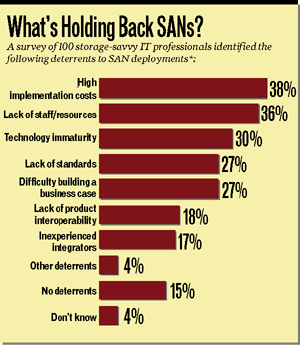 What's Holding Back SANs?
A survey of 100 storage-savvy IT professionals identified the
following deterrents to SAN deployments*:
High
implementation costs
38%
Lack of staff/resources
36%
Technology immaturity
30%
Lack of standards
27%
Difficulty building a
business case
27%
Lack of product
interoperability
18%
Inexperienced
integrators
17%
Other deterrents
4%
No deterrents
15%
Don't know
4%